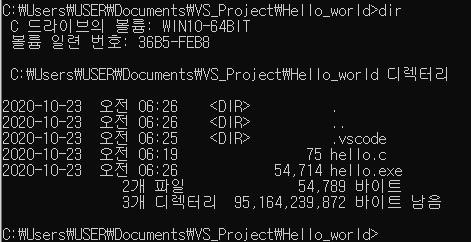 C:₩Users₩USER₩Documents₩VS_Project₩Hello_world>dir
 C 드라이브의 볼륨: WIN10-64BIT
 볼륨 일련 번호: 36B5-FEB8
 C:₩Users₩USER₩Documents₩VS_Project₩Hello_world 디렉터리
2020-10-23  오전 06:26    <DIR>          .
2020-10-23  오전 06:26    <DIR>          ..
2020-10-23  오전 06:25    <DIR>          .vscode
2020-10-23  오전 06:19                75 hello.c
2020-10-23  오전 06:26            54,714 hello.exe
               2개 파일              54,789 바이트
               3개 디렉터리  95,164,239,872 바이트 남음
C:₩Users₩USER₩Documents₩VS_Project₩Hello_world>